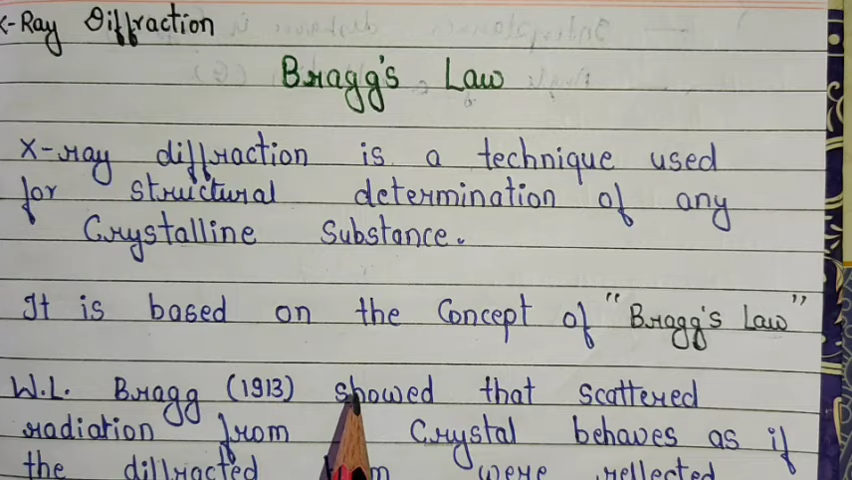 X-Ray Diffraction
Bragg's Law
X-ray diffraction is a technique used
for structural determination of any
Crystalline Substance.
It is based on the Concept of "Bragg's Law"
W.L. Bragg (1913) showed that scattered
radiation from Crystal behaves as if
the diffracted were reflected